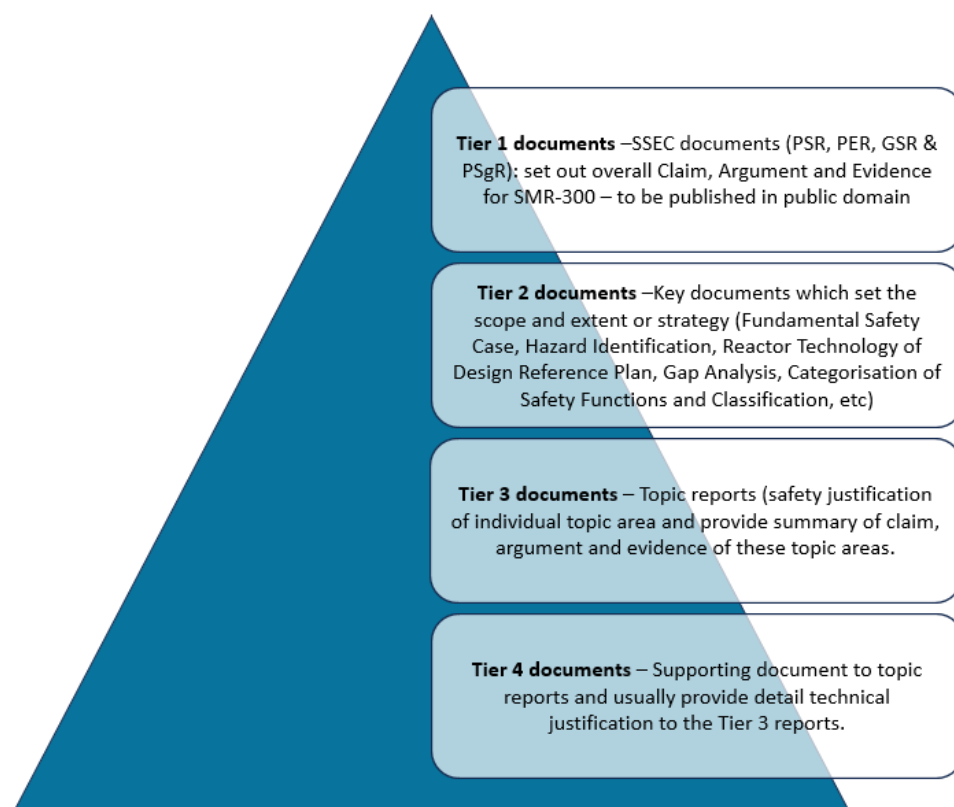 Tier 1 documents –SSEC documents (PSR, PER, GSR &
PSgR): set out overall Claim, Argument and Evidence
for SMR-300 – to be published in public domain
Tier 2 documents –Key documents which set the
scope and extent or strategy (Fundamental Safety
Case, Hazard Identification, Reactor Technology of
Design Reference Plan, Gap Analysis, Categorisation of
Safety Functions and Classification, etc)
Tier 3 documents – Topic reports (safety justification
of individual topic area and provide summary of claim,
argument and evidence of these topic areas.
Tier 4 documents – Supporting document to topic
reports and usually provide detail technical
justification to the Tier 3 reports.